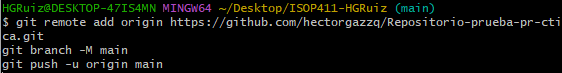 HGRuiz@DESKTOP-47IS4MN MINGW64 ~/Desktop/ISOP411-HGRuiz (main)
$ git remote add origin https://github.com/hectorgazzq/Repositorio-prueba-pr-cti
ca.git
git branch -M main
git push -u origin main